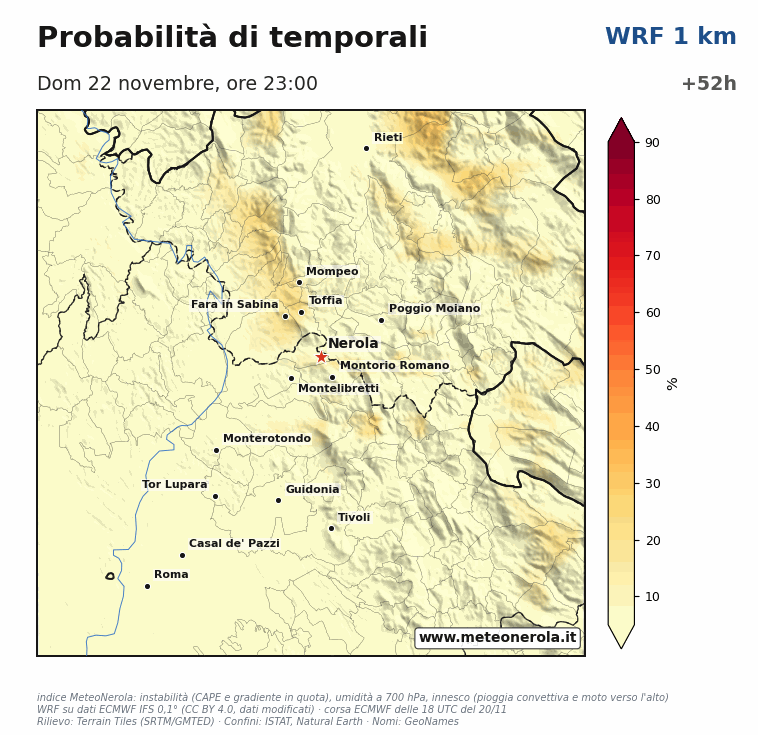 Probabilità di temporali
WRF 1 km
Dom 22 novembre, ore 23:00
+52h
Rieti
Mompeo
Fara in Sabina
Toffia
Poggio Moiano
Nerola
Montorio Romano
Montelibretti
Monterotondo
Tor Lupara
Guidonia
Tivoli
Casal de' Pazzi
Roma
www.meteonerola.it
90
80
70
60
50
40
30
20
10
%
indice MeteoNerola: instabilità (CAPE e gradiente in quota), umidità a 700 hPa, innesco (pioggia convettiva e moto verso l'alto)
WRF su dati ECMWF IFS 0,1° (CC BY 4.0, dati modificati) · corsa ECMWF delle 18 UTC del 20/11
Rilievo: Terrain Tiles (SRTM/GMTED) · Confini: ISTAT, Natural Earth · Nomi: GeoNames